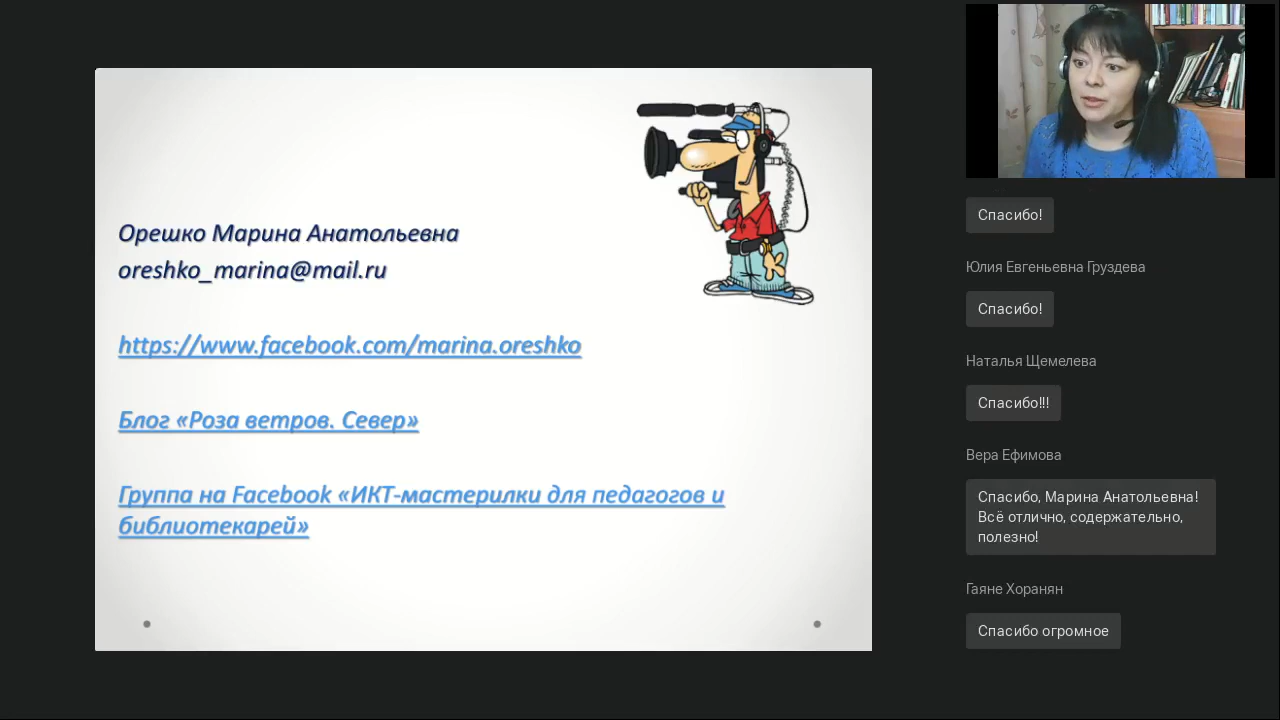 Орешко Марина Анатольевна
oreshko_marina@mail.ru
https://www.facebook.com/marina.oreshko
Блог «Роза ветров. Север»
Группа на Facebook «ИКТ-мастерилки для педагогов и
библиотекарей»
Спасибо!
Юлия Евгеньевна Груздева
Спасибо!
Наталья Щемелева
Спасибо!!!
Вера Ефимова
Спасибо, Марина Анатольевна!
Всё отлично, содержательно,
полезно!
Гаяне Хоранян
Спасибо огромное